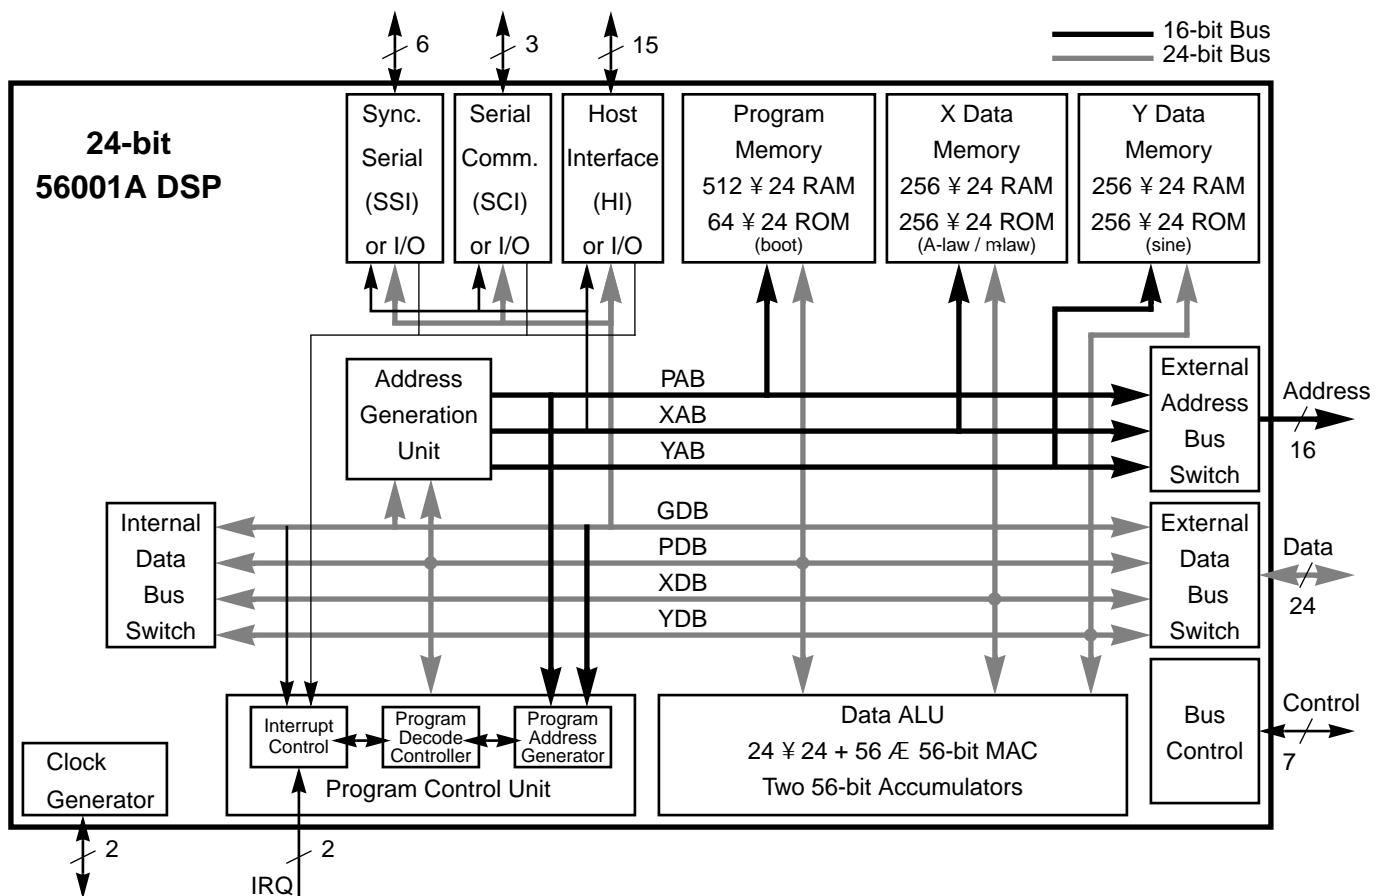 6
3
15
16-bit Bus
24-bit Bus
24-bit
56001A DSP
Sync.
Serial
(SSI)
or I/O
Serial
Comm.
(SCI)
or I/O
Host
Interface
(HI)
or I/O
Program
Memory
512 ¥ 24 RAM
64 ¥ 24 ROM
(boot)
X Data
Memory
256 ¥ 24 RAM
256 ¥ 24 ROM
(A-law / m-law)
Y Data
Memory
256 ¥ 24 RAM
256 ¥ 24 ROM
(sine)
Address
Generation
Unit
PAB
XAB
YAB
External
Address
Bus
Switch
Address
16
Internal
Data
Bus
Switch
GDB
PDB
XDB
YDB
External
Data
Bus
Switch
Data
24
Interrupt
Control
Program
Decode
Controller
Program
Address
Generator
Program Control Unit
Data ALU
24 ¥ 24 + 56 Æ 56-bit MAC
Two 56-bit Accumulators
Bus
Control
Control
7
Clock
Generator
2
2
IRQ